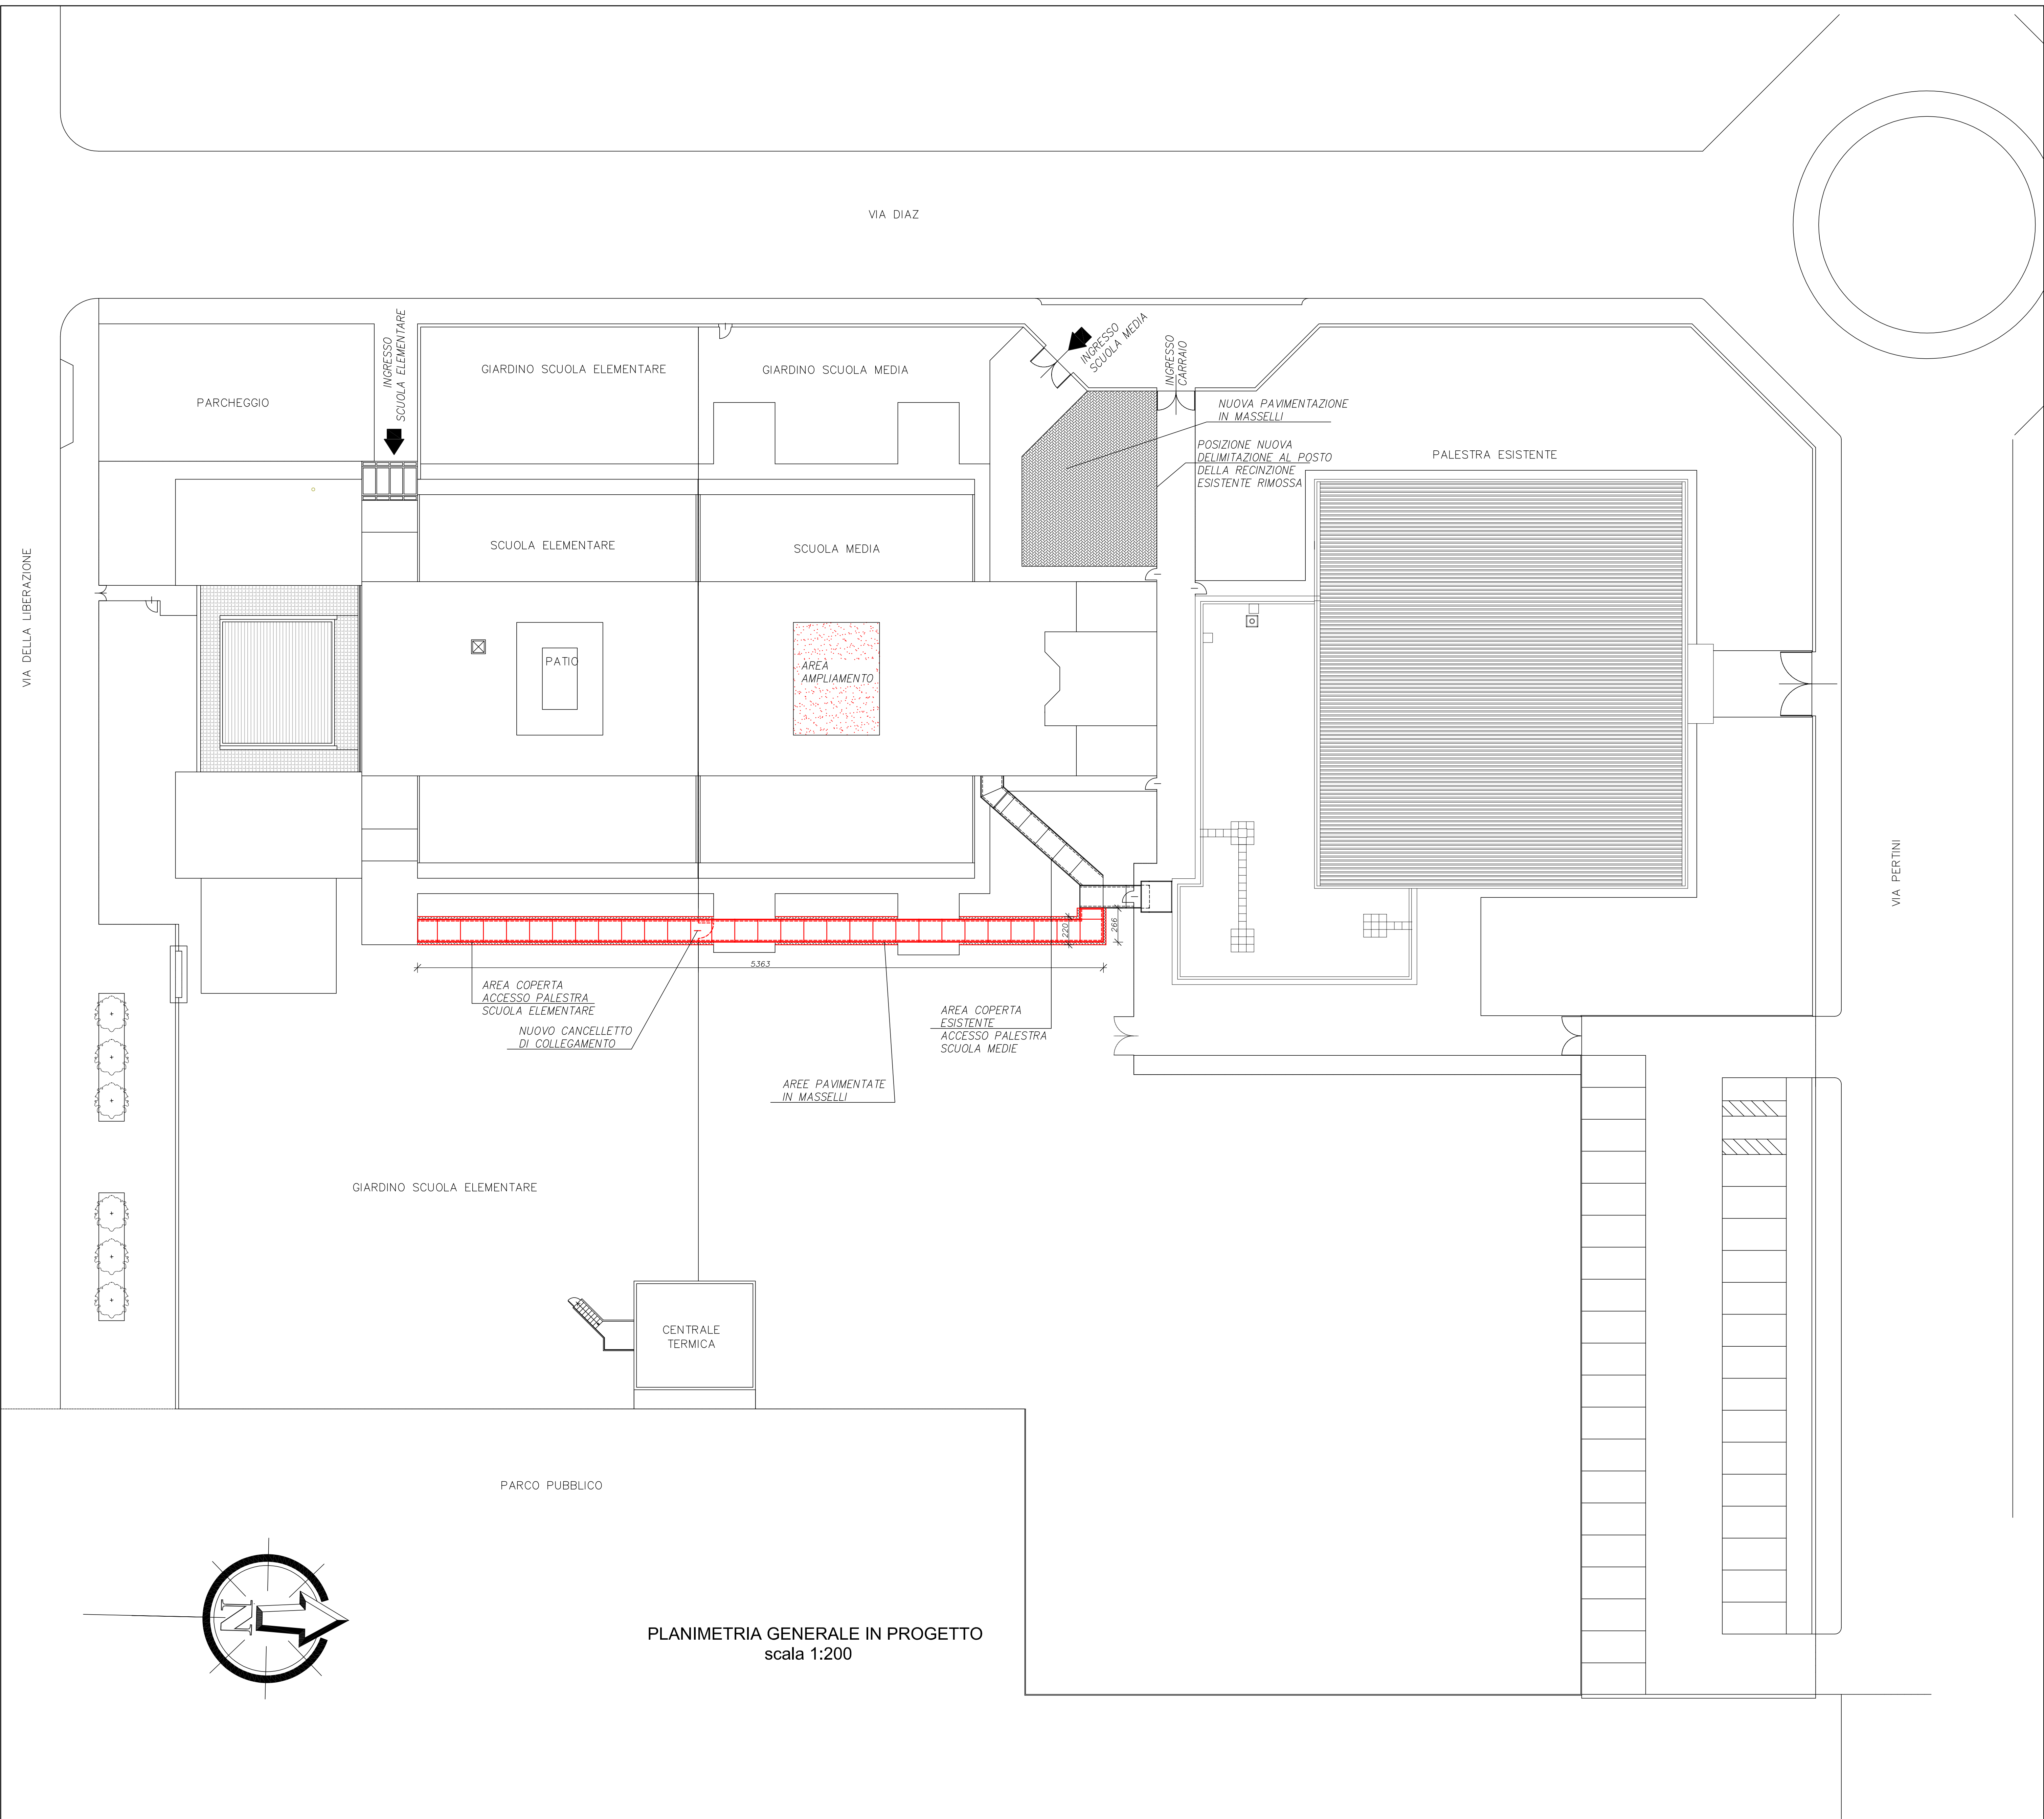 VIA DIAZ
INGRESSO
SCUOLA ELEMENTARE
INGRESSO
SCUOLA MEDIA
INGRESSO
CARRAIO
GIARDINO SCUOLA ELEMENTARE
GIARDINO SCUOLA MEDIA
PARCHEGGIO
NUOVA PAVIMENTAZIONE
IN MASSELLI
POSIZIONE NUOVA
DELIMITAZIONE AL POSTO
DELLA RECINZIONE
ESISTENTE RIMOSSA
PALESTRA ESISTENTE
SCUOLA ELEMENTARE
SCUOLA MEDIA
VIA DELLA LIBERAZIONE
PATIO
AREA
AMPLIAMENTO
VIA PERTINI
220
266
5363
AREA COPERTA
ACCESSO PALESTRA
SCUOLA ELEMENTARE
NUOVO CANCELLETTO
DI COLLEGAMENTO
AREA COPERTA
ESISTENTE
ACCESSO PALESTRA
SCUOLA MEDIE
AREE PAVIMENTATE
IN MASSELLI
GIARDINO SCUOLA ELEMENTARE
CENTRALE
TERMICA
PARCO PUBBLICO
N
PLANIMETRIA GENERALE IN PROGETTO
scala 1:200